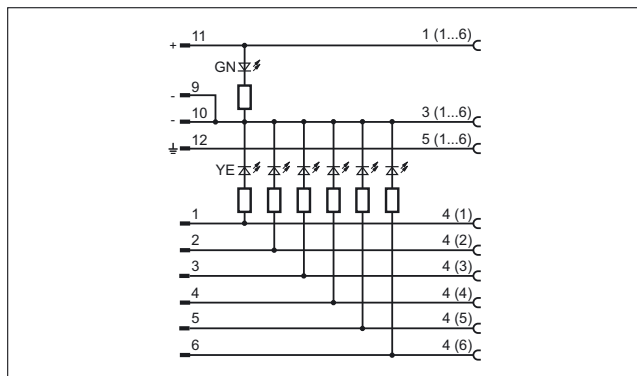 + 11 1 (1...6)
GN
- 9
- 10 3 (1...6)
12 5 (1...6)
YE
1 4 (1)
2 4 (2)
3 4 (3)
4 4 (4)
5 4 (5)
6 4 (6)